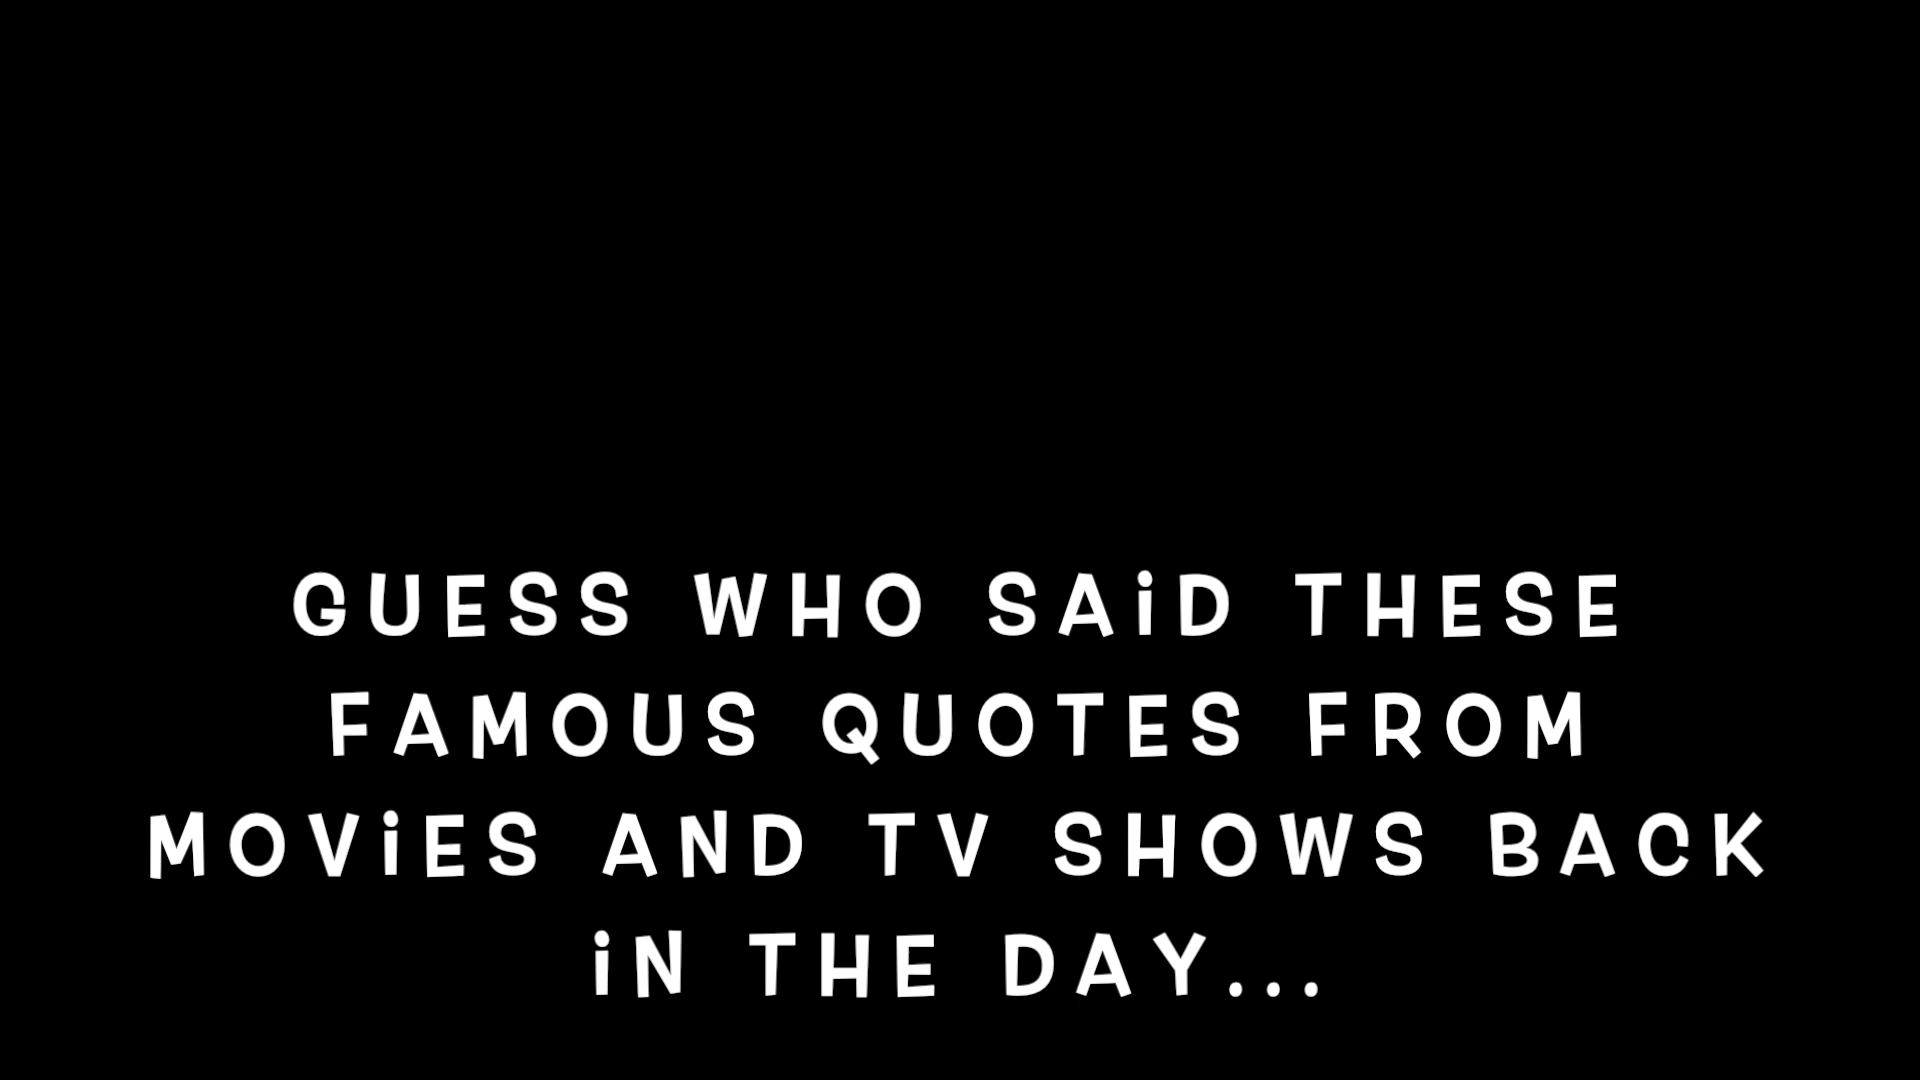 GUESS WHO SAiD THESE
FAMOUS QUOTES FROM
MOViES AND TV SHOWS BACK
iN THE DAY...